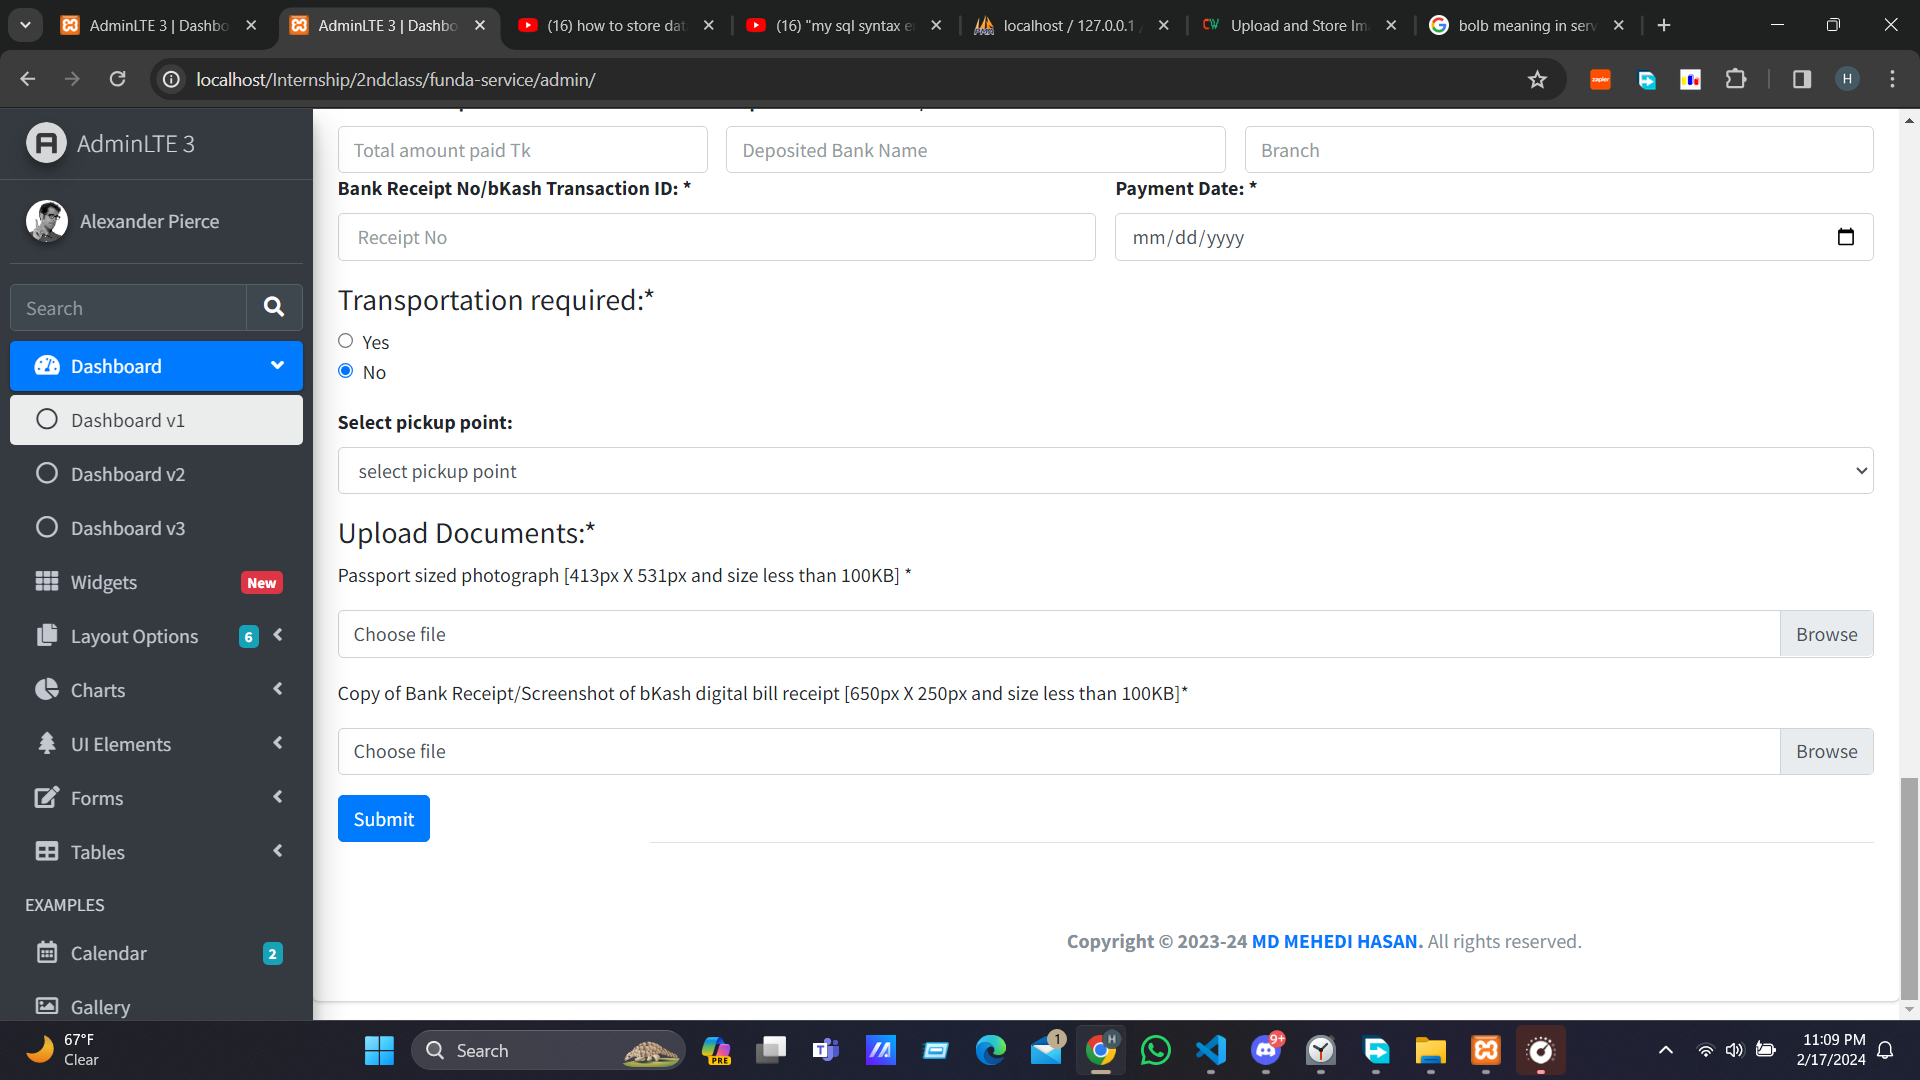 AdminLTE 3 | Dashbo
AdminLTE 3 | Dashbo
(16) how to store dat
(16) "my sql syntax e
localhost / 127.0.0.1
Upload and Store Im
bolb meaning in serv
localhost/Internship/2ndclass/funda-service/admin/
zapier
H
AdminLTE 3
Alexander Pierce
Search
Dashboard
Dashboard v1
Dashboard v2
Dashboard v3
Widgets New
Layout Options 6
Charts
UI Elements
Forms
Tables
EXAMPLES
Calendar 2
Gallery
Total amount paid Tk
Deposited Bank Name
Branch
Bank Receipt No/bKash Transaction ID: *
Payment Date: *
Receipt No
mm/dd/yyyy
Transportation required:*
Yes
No
Select pickup point:
select pickup point
Upload Documents:*
Passport sized photograph [413px X 531px and size less than 100KB] *
Choose file Browse
Copy of Bank Receipt/Screenshot of bKash digital bill receipt [650px X 250px and size less than 100KB]*
Choose file Browse
Submit
Copyright © 2023-24 MD MEHEDI HASAN. All rights reserved.
67°F
Clear
Search
PRE
1
H
9+
11:09 PM
2/17/2024